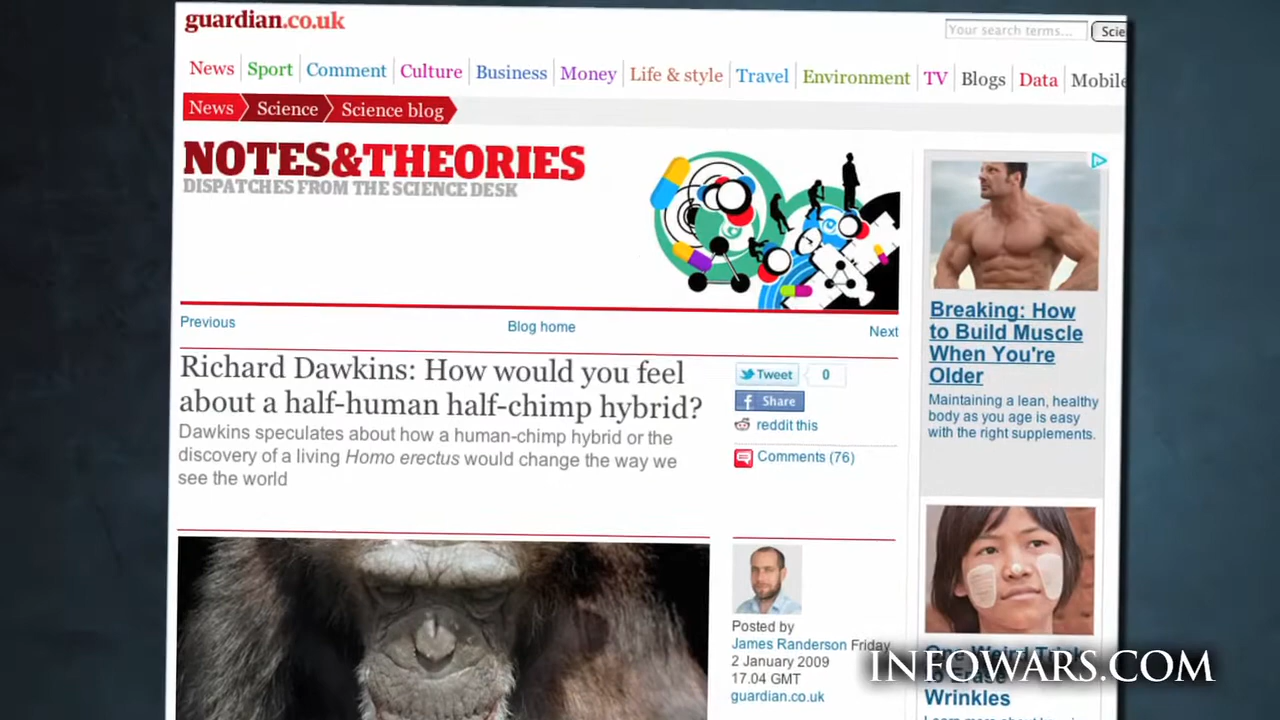 guardian.co.uk
Your search terms...
News Sport Comment Culture Business Money Life & style Travel Environment TV Blogs Data Mobile
News Science Science blog
NOTES&THEORIES
DISPATCHES FROM THE SCIENCE DESK
Previous Blog home Next
Richard Dawkins: How would you feel
about a half-human half-chimp hybrid?
Dawkins speculates about how a human-chimp hybrid or the
discovery of a living Homo erectus would change the way we
see the world
Tweet 0
Share
reddit this
Comments (76)
Posted by
James Randerson Friday
2 January 2009
17.04 GMT
guardian.co.uk
Breaking: How
to Build Muscle
When You're
Older
Maintaining a lean, healthy
body as you age is easy
with the right supplements.
One Weird Trick
Wrinkles
INFOWARS.COM